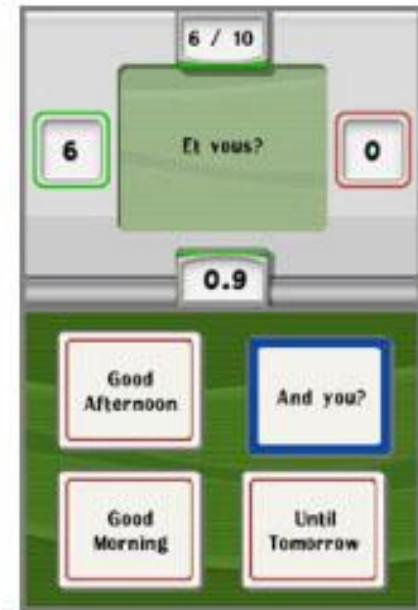 6 / 10
6
Et vous?
0
0.9
Good
Afternoon
And you?
Good
Morning
Until
Tomorrow